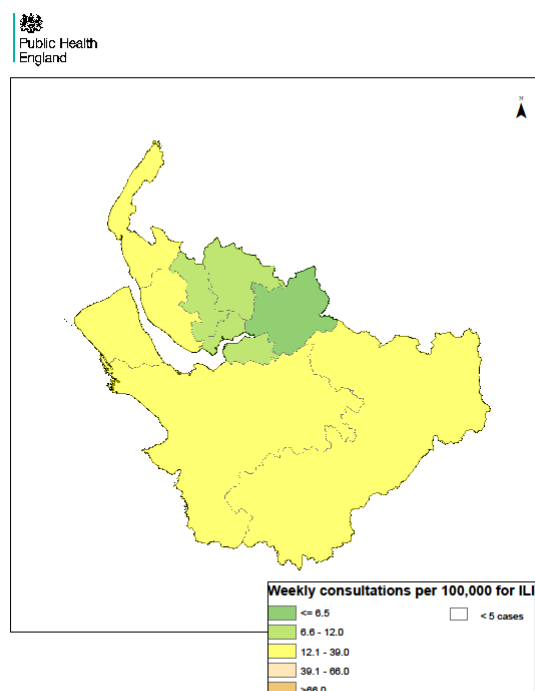 Public Health
England
N
Weekly consultations per 100,000 for ILI
<= 6.5
< 5 cases
6.6 - 12.0
12.1 - 39.0
39.1 - 66.0
>66.0